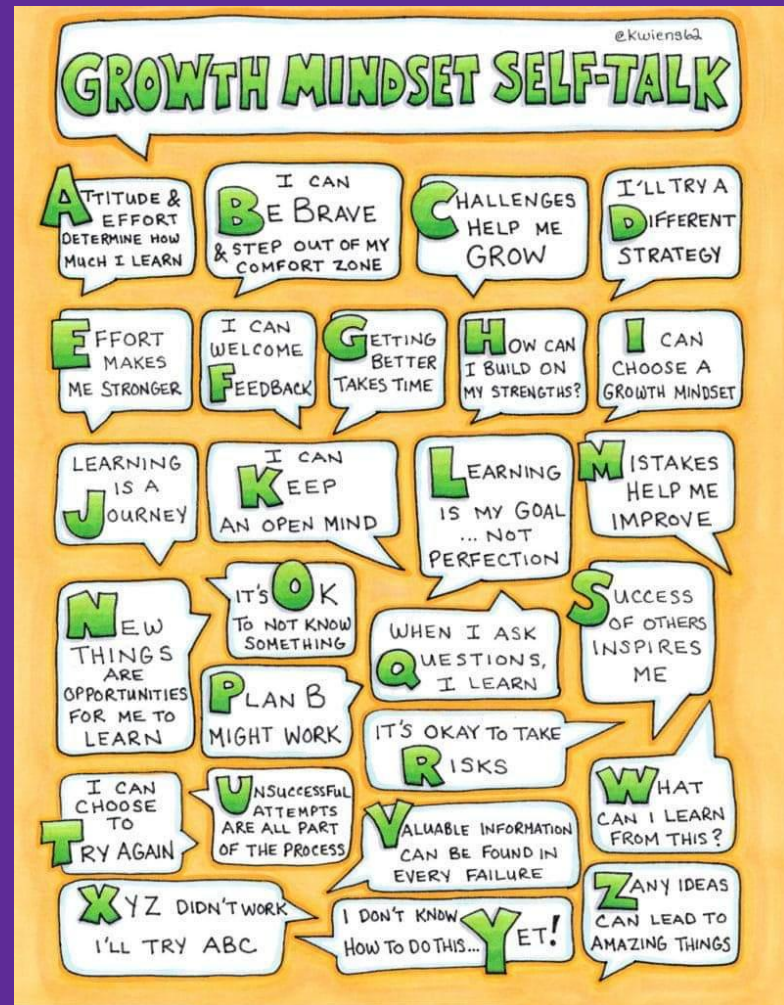 @kwiens62
GROWTH MINDSET SELF-TALK
ATTITUDE &
EFFORT
DETERMINE HOW
MUCH I LEARN
I CAN
BE BRAVE
& STEP OUT OF MY
COMFORT ZONE
CHALLENGES
HELP ME
GROW
I'LL TRY A
DIFFERENT
STRATEGY
EFFORT
MAKES
ME STRONGER
I CAN
WELCOME
FEEDBACK
GETTING
BETTER
TAKES TIME
HOW CAN
I BUILD ON
MY STRENGTHS?
I CAN
CHOOSE A
GROWTH MINDSET
LEARNING
IS A
JOURNEY
I CAN
KEEP
AN OPEN MIND
LEARNING
IS MY GOAL
... NOT
PERFECTION
MISTAKES
HELP ME
IMPROVE
NEW
THINGS
ARE
OPPORTUNITIES
FOR ME TO
LEARN
IT'S OK
TO NOT KNOW
SOMETHING
PLAN B
MIGHT WORK
WHEN I ASK
QUESTIONS,
I LEARN
IT'S OKAY TO TAKE
RISKS
SUCCESS
OF OTHERS
INSPIRES
ME
I CAN
CHOOSE
TO
TRY AGAIN
UNSUCCESSFUL
ATTEMPTS
ARE ALL PART
OF THE PROCESS
VALUABLE INFORMATION
CAN BE FOUND IN
EVERY FAILURE
WHAT
CAN I LEARN
FROM THIS?
XYZ DIDN'T WORK
I'LL TRY ABC
I DON'T KNOW
HOW TO DO THIS... YET!
ZANY IDEAS
CAN LEAD TO
AMAZING THINGS